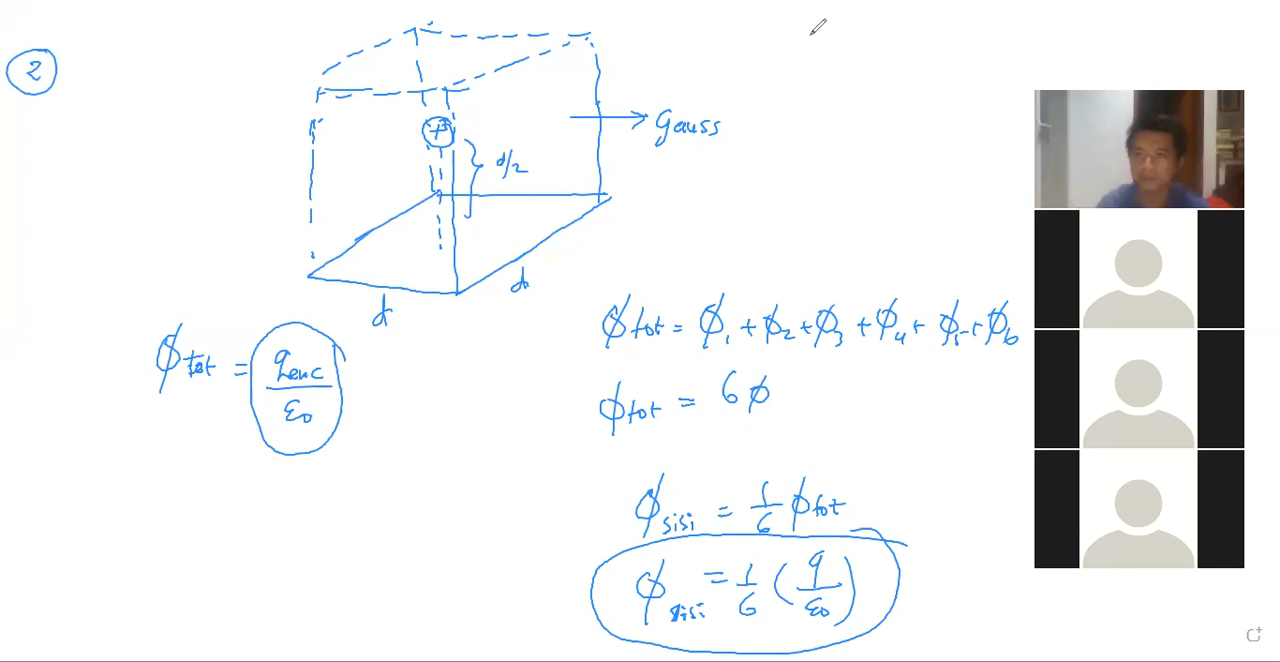 2
+
Gauss
d/2
d
d
ϕtot = ϕ₁ + ϕ₂ + ϕ₃ + ϕ₄ + ϕ₅ + ϕ₆
ϕtot = qenc/ε₀
ϕtot = 6ϕ
ϕsisi = 1/6 ϕtot
ϕsisi = 1/6 (q/ε₀)